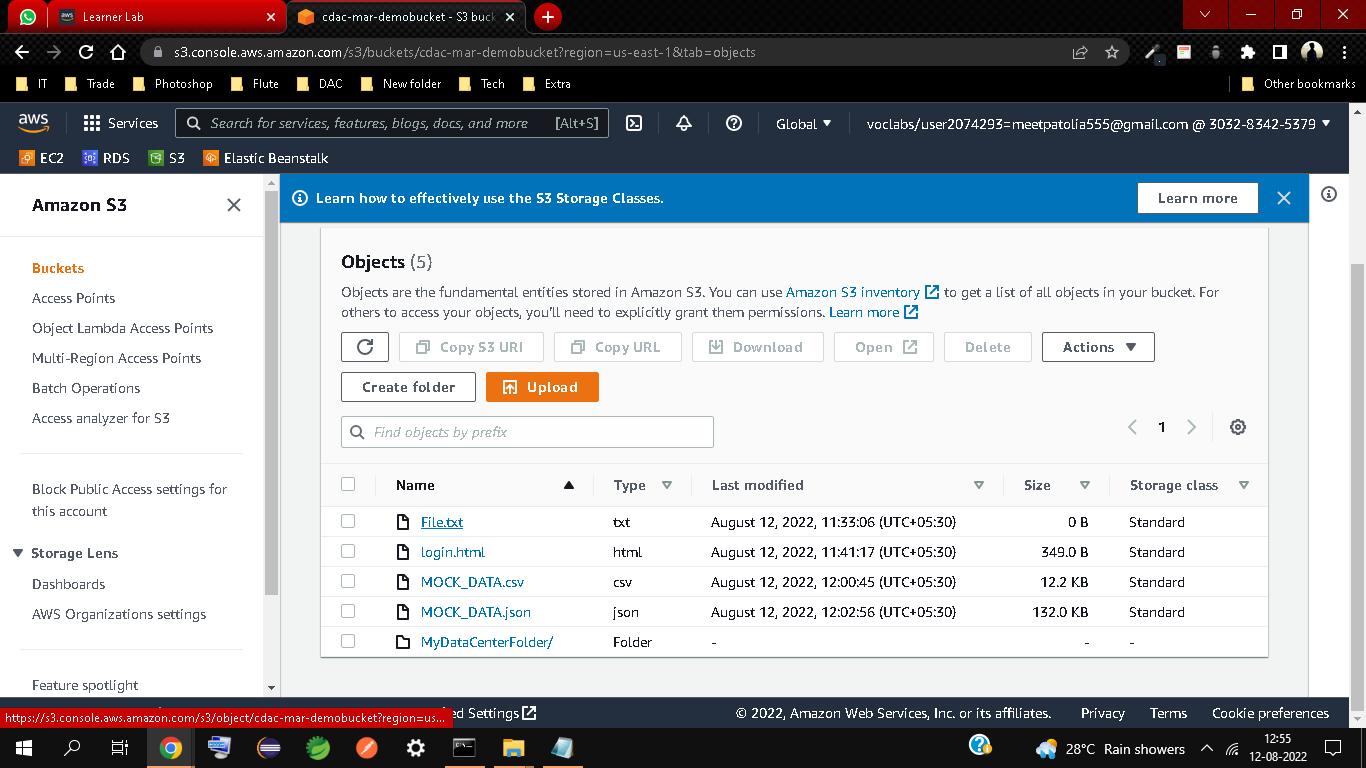 Learner Lab
cdac-mar-demobucket - S3 buck
s3.console.aws.amazon.com/s3/buckets/cdac-mar-demobucket?region=us-east-1&tab=objects
IT Trade Photoshop Flute DAC New folder Tech Extra Other bookmarks
aws Services Search for services, features, blogs, docs, and more [Alt+S] Global voclabs/user2074293=meetpatolia555@gmail.com @ 3032-8342-5379
EC2 RDS S3 Elastic Beanstalk
Amazon S3
Buckets
Access Points
Object Lambda Access Points
Multi-Region Access Points
Batch Operations
Access analyzer for S3
Block Public Access settings for
this account
Storage Lens
Dashboards
AWS Organizations settings
Feature spotlight
Learn how to effectively use the S3 Storage Classes. Learn more
Objects (5)
Objects are the fundamental entities stored in Amazon S3. You can use Amazon S3 inventory to get a list of all objects in your bucket. For
others to access your objects, you'll need to explicitly grant them permissions. Learn more
Copy S3 URI Copy URL Download Open Delete Actions
Create folder Upload
Find objects by prefix 1
Name Type Last modified Size Storage class
File.txt txt August 12, 2022, 11:33:06 (UTC+05:30) 0 B Standard
login.html html August 12, 2022, 11:41:17 (UTC+05:30) 349.0 B Standard
MOCK_DATA.csv csv August 12, 2022, 12:00:45 (UTC+05:30) 12.2 KB Standard
MOCK_DATA.json json August 12, 2022, 12:02:56 (UTC+05:30) 132.0 KB Standard
MyDataCenterFolder/ Folder - - -
https://s3.console.aws.amazon.com/s3/object/cdac-mar-demobucket?region=us... ed Settings © 2022, Amazon Web Services, Inc. or its affiliates. Privacy Terms Cookie preferences
28°C Rain showers
12:55
12-08-2022